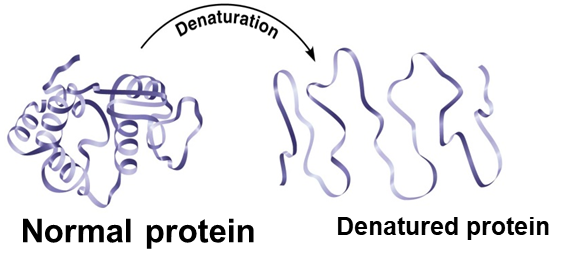 Denaturation
Normal protein
Denatured protein